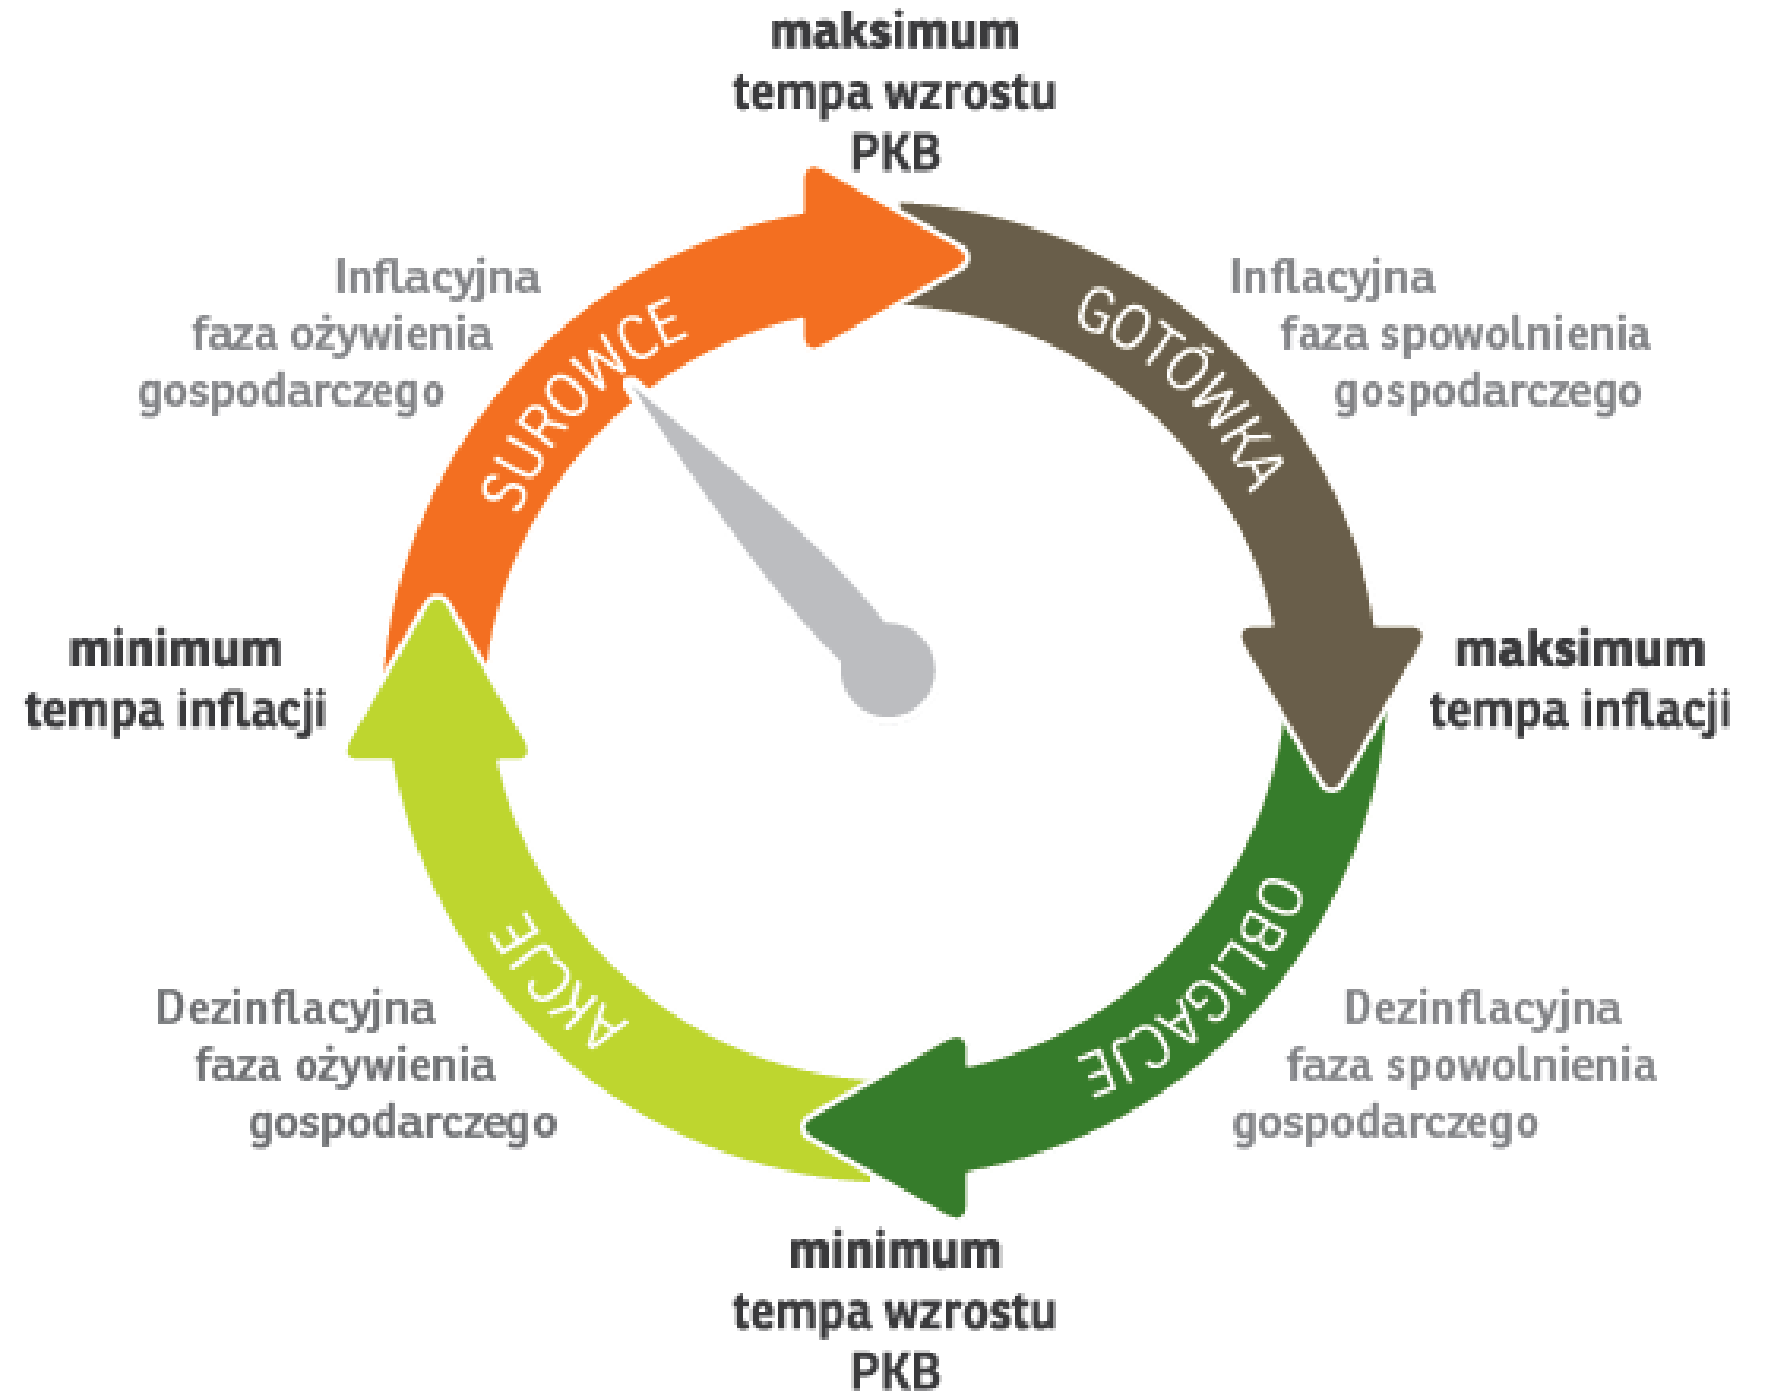 maksimum
tempa wzrostu
PKB
Inflacyjna
faza ożywienia
gospodarczego
Inflacyjna
faza spowolnienia
gospodarczego
SUROWCE
GOTÓWKA
minimum
tempa inflacji
maksimum
tempa inflacji
AKCJE
OBLIGACJE
Dezinflacyjna
faza ożywienia
gospodarczego
Dezinflacyjna
faza spowolnienia
gospodarczego
minimum
tempa wzrostu
PKB